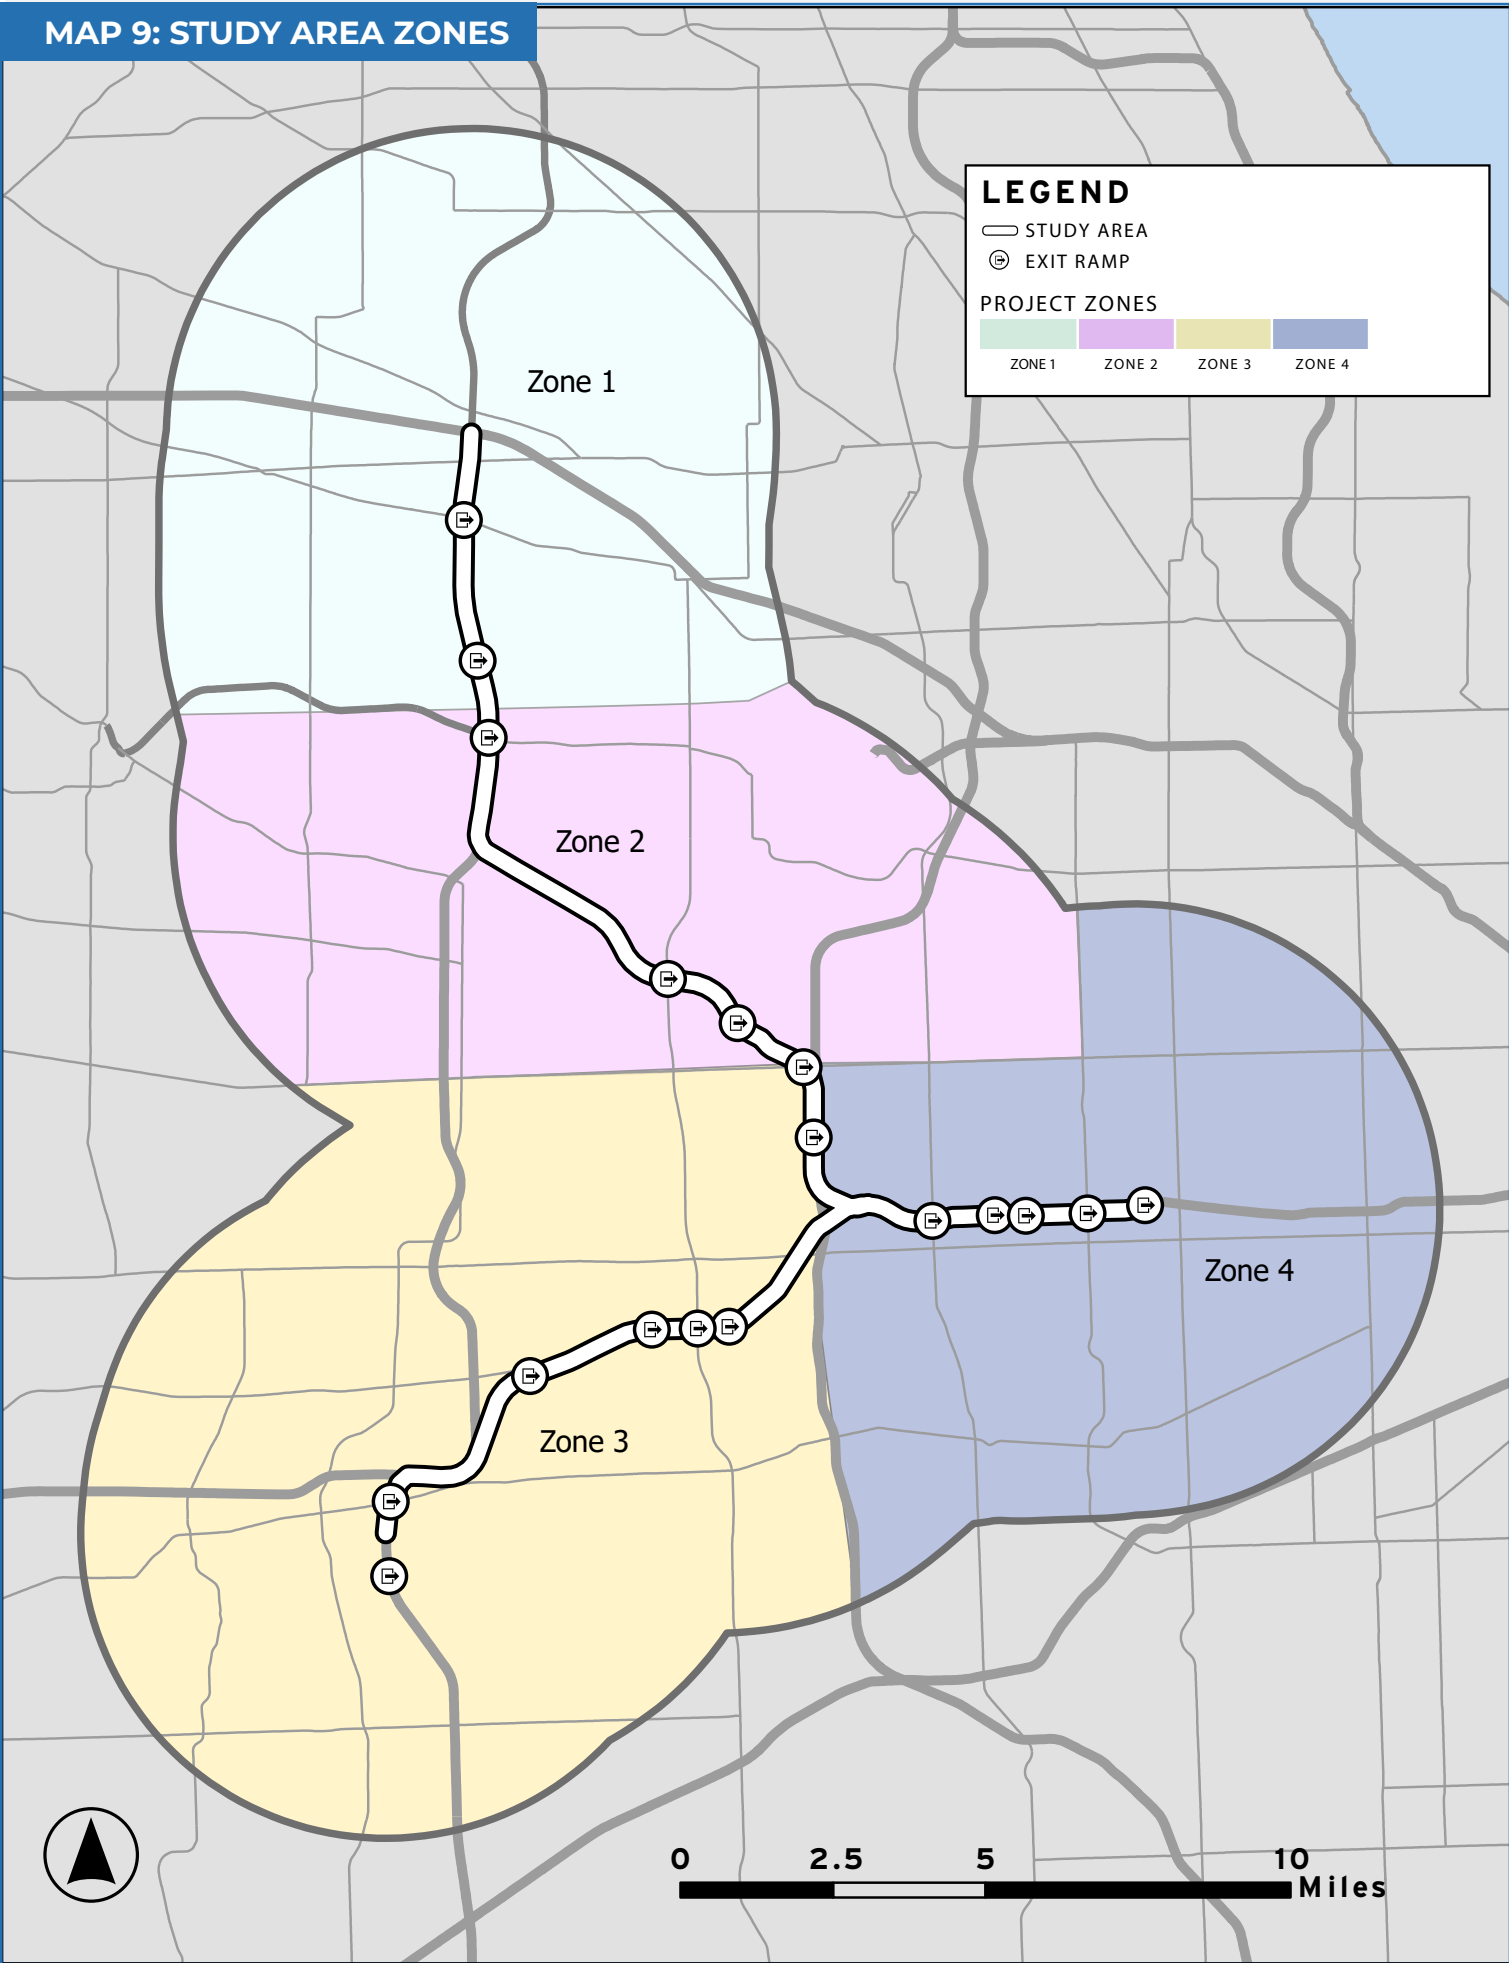 MAP 9: STUDY AREA ZONES
LEGEND
STUDY AREA
EXIT RAMP
PROJECT ZONES
ZONE 1 ZONE 2 ZONE 3 ZONE 4
Zone 1
Zone 2
Zone 4
Zone 3
0 2.5 5 10
Miles